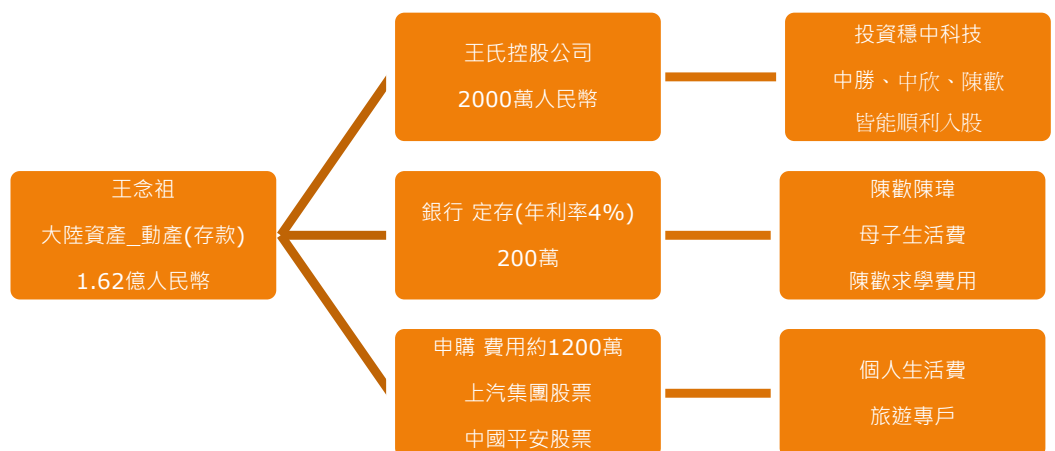 王氏控股公司
2000萬人民幣
投資穩中科技
中勝、中欣、陳歡
皆能順利入股
王念祖
大陸資產_動產(存款)
1.62億人民幣
銀行 定存(年利率4%)
200萬
陳歡陳瑋
母子生活費
陳歡求學費用
申購 費用約1200萬
上汽集團股票
中國平安股票
個人生活費
旅遊專戶